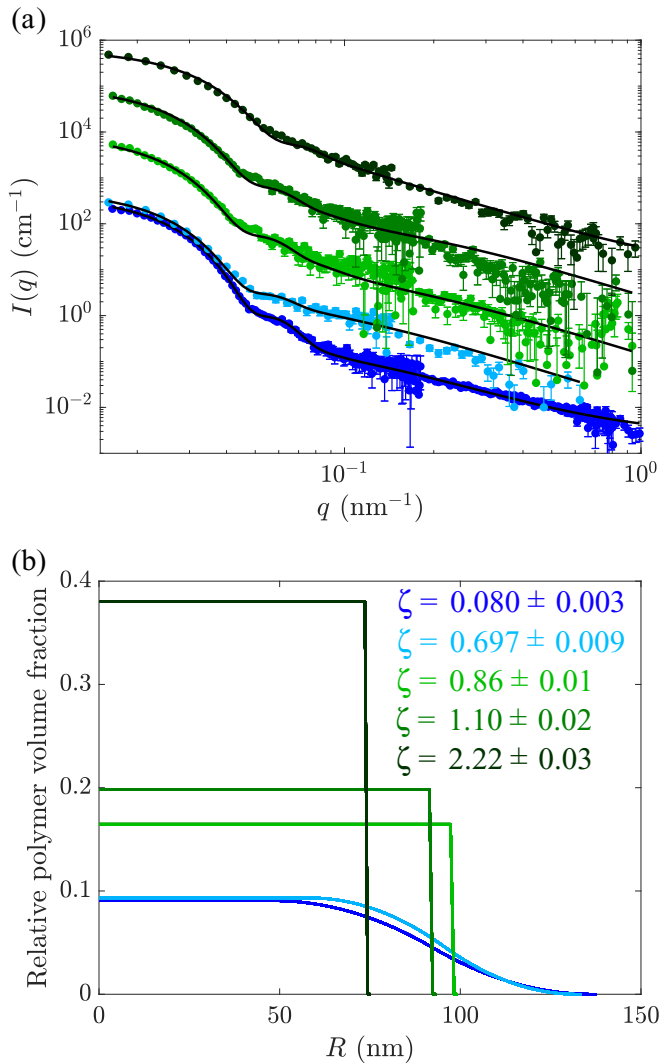 (a)
10^6
10^4
10^2
10^0
10^-2
I(q) (cm^-1)
10^-1
10^0
q (nm^-1)
(b)
0.4
0.3
0.2
0.1
0
Relative polymer volume fraction
ζ = 0.080 ± 0.003
ζ = 0.697 ± 0.009
ζ = 0.86 ± 0.01
ζ = 1.10 ± 0.02
ζ = 2.22 ± 0.03
0
50
100
150
R (nm)